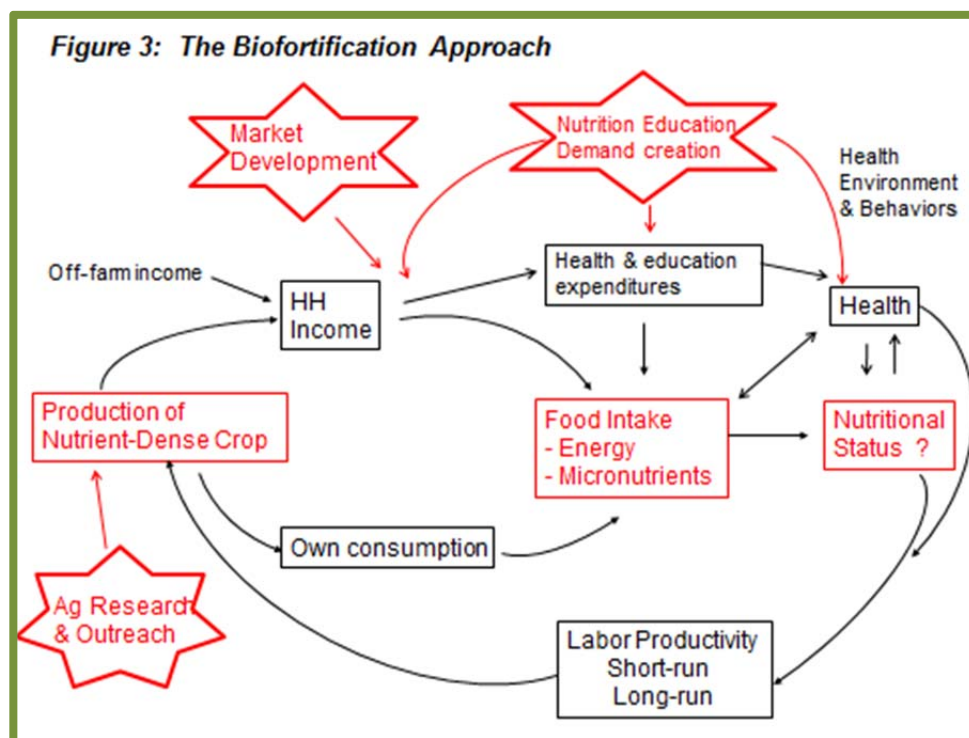 Figure 3: The Biofortification Approach
Market
Development
Nutrition Education
Demand creation
Health
Environment
& Behaviors
Off-farm income
HH
Income
Health & education
expenditures
Health
Production of
Nutrient-Dense Crop
Food Intake
- Energy
- Micronutrients
Nutritional
Status ?
Own consumption
Ag Research
& Outreach
Labor Productivity
Short-run
Long-run